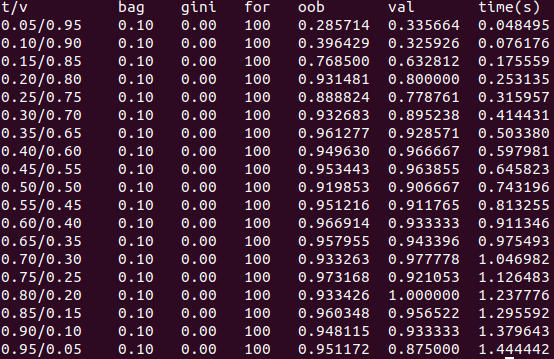 t/v bag gini for oob val time(s)
0.05/0.95 0.10 0.00 100 0.285714 0.335664 0.048495
0.10/0.90 0.10 0.00 100 0.396429 0.325926 0.076176
0.15/0.85 0.10 0.00 100 0.768500 0.632812 0.175559
0.20/0.80 0.10 0.00 100 0.931481 0.800000 0.253135
0.25/0.75 0.10 0.00 100 0.888824 0.778761 0.315957
0.30/0.70 0.10 0.00 100 0.932683 0.895238 0.414431
0.35/0.65 0.10 0.00 100 0.961277 0.928571 0.503380
0.40/0.60 0.10 0.00 100 0.949630 0.966667 0.597981
0.45/0.55 0.10 0.00 100 0.953443 0.963855 0.645823
0.50/0.50 0.10 0.00 100 0.919853 0.906667 0.743196
0.55/0.45 0.10 0.00 100 0.951216 0.911765 0.813255
0.60/0.40 0.10 0.00 100 0.966914 0.933333 0.911346
0.65/0.35 0.10 0.00 100 0.957955 0.943396 0.975493
0.70/0.30 0.10 0.00 100 0.933263 0.977778 1.046982
0.75/0.25 0.10 0.00 100 0.973168 0.921053 1.126483
0.80/0.20 0.10 0.00 100 0.933426 1.000000 1.237776
0.85/0.15 0.10 0.00 100 0.960348 0.956522 1.295592
0.90/0.10 0.10 0.00 100 0.948115 0.933333 1.379643
0.95/0.05 0.10 0.00 100 0.951172 0.875000 1.444442